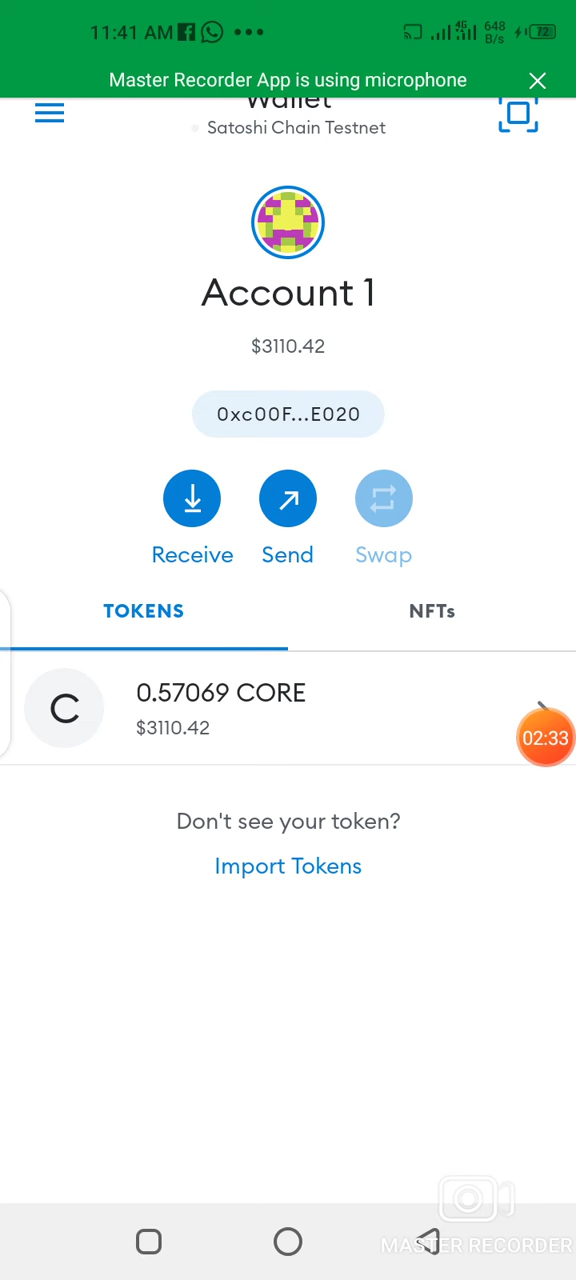 11:41 AM
4G
648 B/s
72
Master Recorder App is using microphone
Wallet
Satoshi Chain Testnet
Account 1
$3110.42
0xc00F...E020
Receive
Send
Swap
TOKENS
NFTs
C
0.57069 CORE
$3110.42
02:33
Don't see your token?
Import Tokens
MASTER RECORDER